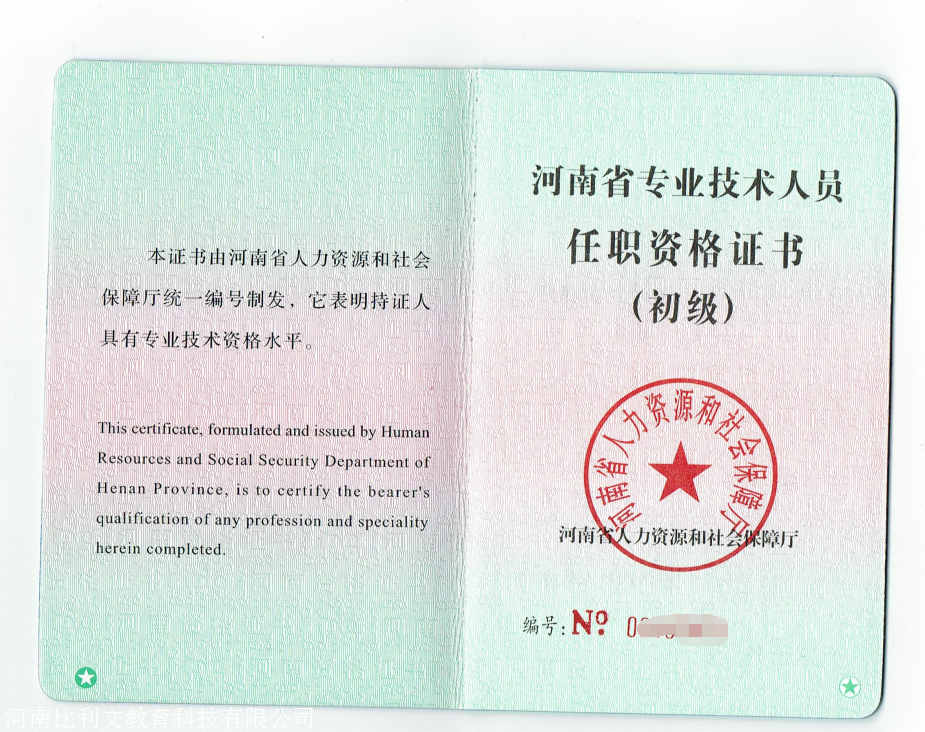 本证书由河南省人力资源和社会
保障厅统一编号制发，它表明持证人
具有专业技术资格水平。
This certificate, formulated and issued by Human
Resources and Social Security Department of
Henan Province, is to certify the bearer's
qualification of any profession and speciality
herein completed.
河南省专业技术人员
任职资格证书
(初级)
河南省人力资源和社会保障厅
河南省人力资源和社会保障厅
编号: Nº
河南比利文教育科技有限公司